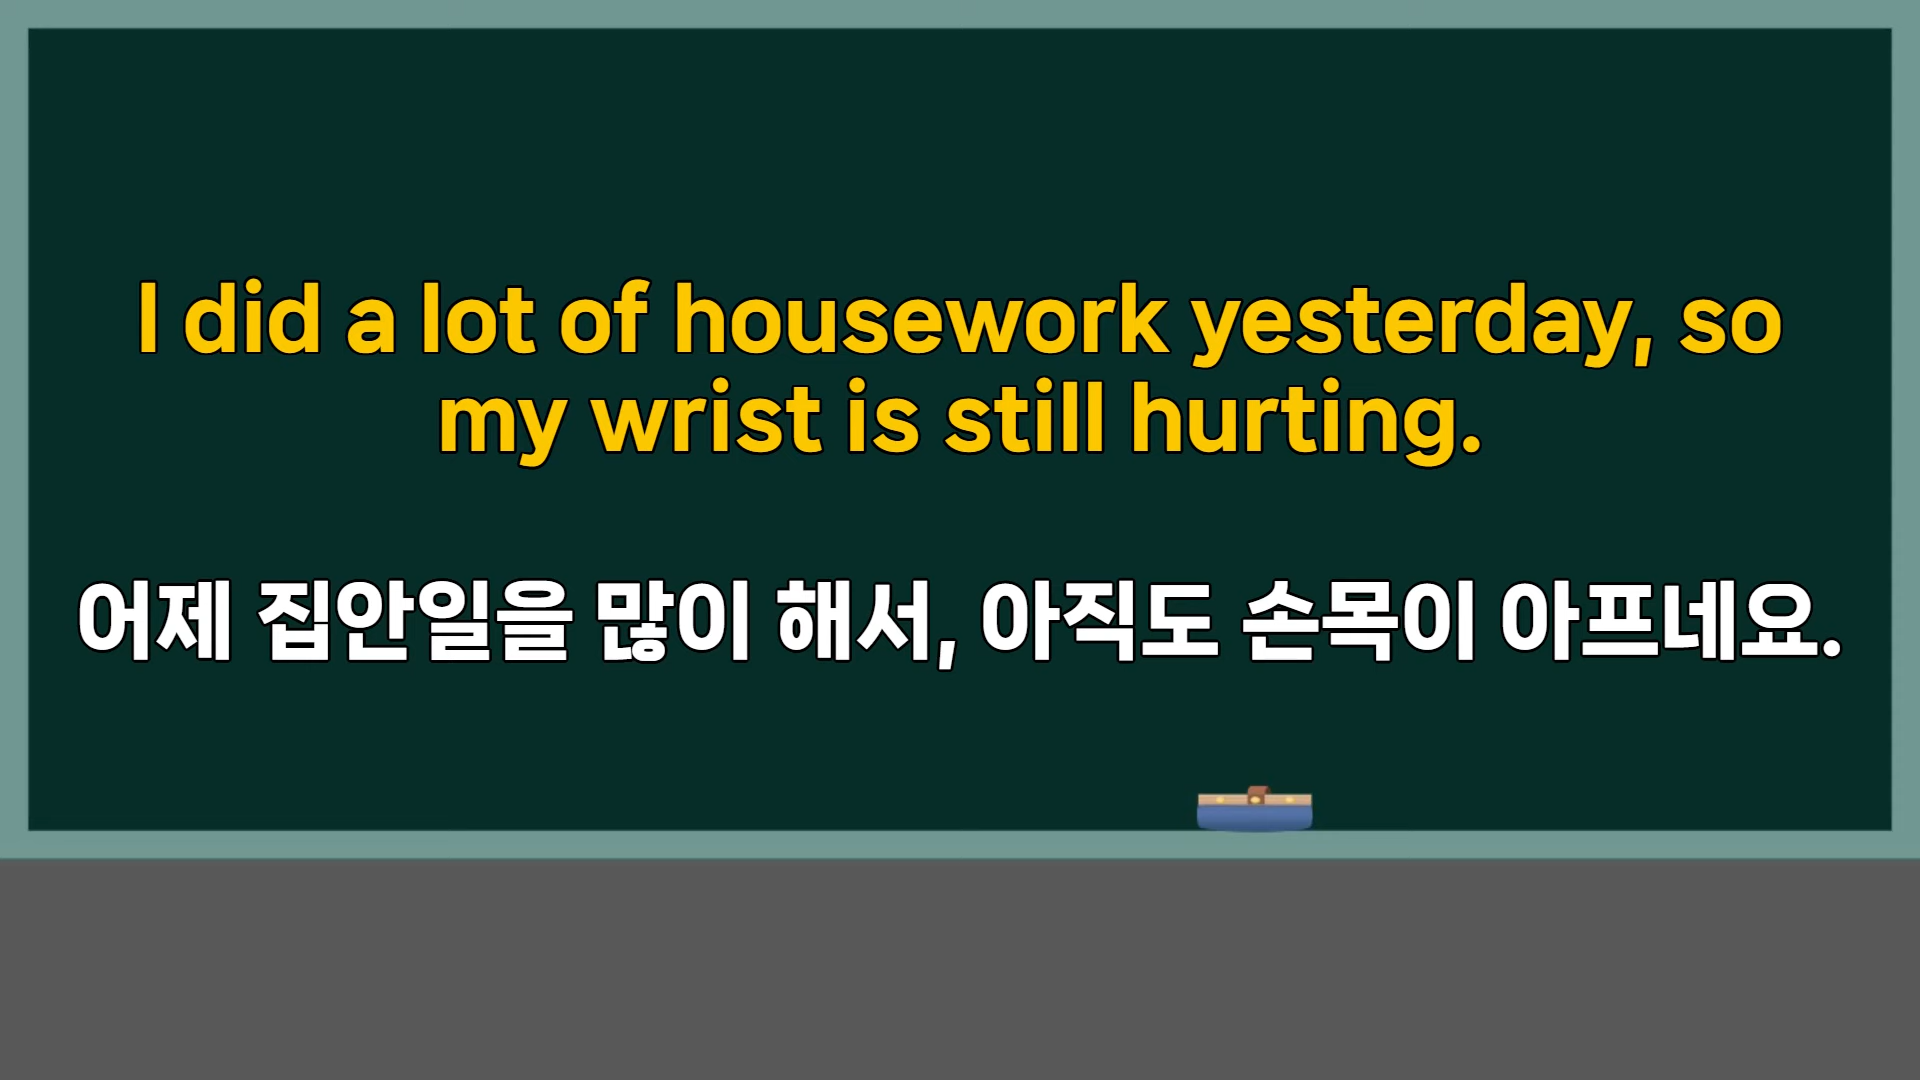 I did a lot of housework yesterday, so
my wrist is still hurting.
어제 집안일을 많이 해서, 아직도 손목이 아프네요.